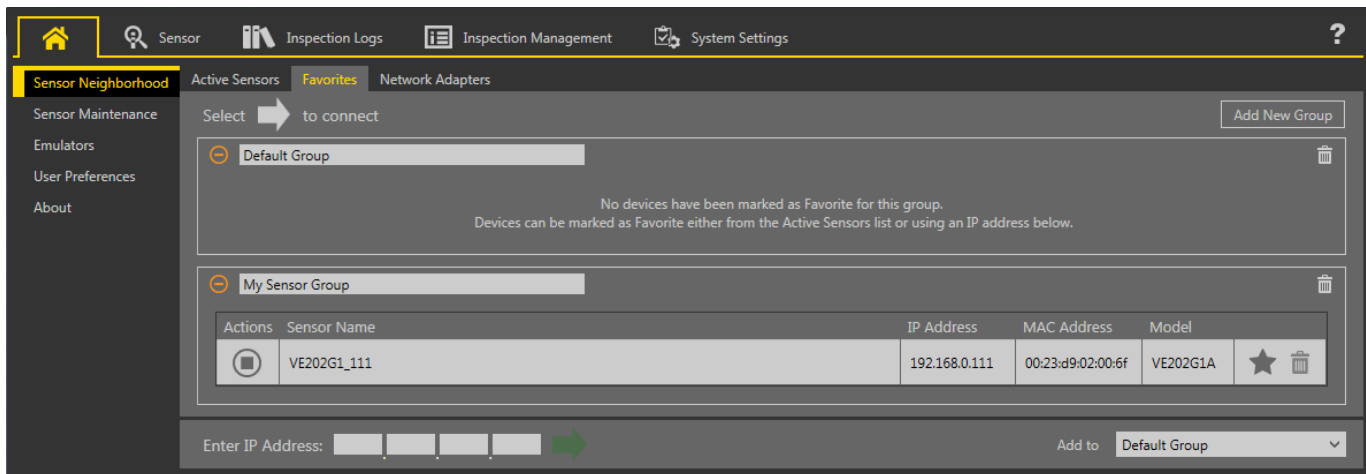 Sensor Inspection Logs Inspection Management System Settings ?
Sensor Neighborhood
Sensor Maintenance
Emulators
User Preferences
About
Active Sensors Favorites Network Adapters
Select to connect Add New Group
Default Group
No devices have been marked as Favorite for this group.
Devices can be marked as Favorite either from the Active Sensors list or using an IP address below.
My Sensor Group
Actions Sensor Name IP Address MAC Address Model
VE202G1_111 192.168.0.111 00:23:d9:02:00:6f VE202G1A
Enter IP Address: . . . Add to Default Group